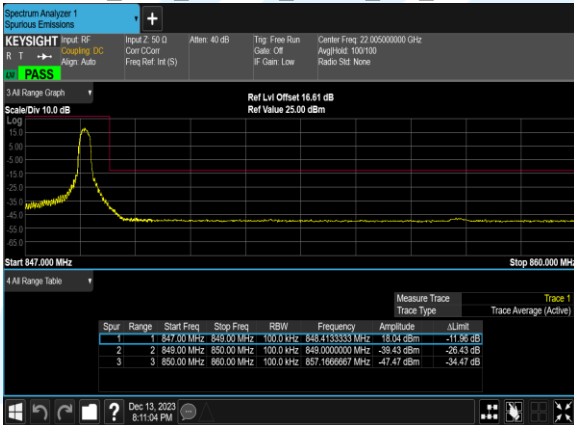 Spectrum Analyzer 1
Spurious Emissions
+
KEYSIGHT Input: RF Input Z: 50 Ω Atten: 40 dB Trig: Free Run Center Freq: 22.005000000 GHz
R T Coupling: DC Corr CCorr Gate: Off Avg|Hold: 100/100
Align: Auto Freq Ref: Int (S) IF Gain: Low Radio Std: None
PASS
3 All Range Graph
Ref Lvl Offset 16.61 dB
Scale/Div 10.0 dB Ref Value 25.00 dBm
Log
15.0
5.00
-5.00
-15.0
-25.0
-35.0
-45.0
-55.0
-65.0
Start 847.000 MHz Stop 860.000 MHz
4 All Range Table
Measure Trace Trace 1
Trace Type Trace Average (Active)
Spur Range Start Freq Stop Freq RBW Frequency Amplitude ΔLimit
1 1 847.00 MHz 849.00 MHz 100.0 kHz 848.4133333 MHz 18.04 dBm -11.96 dB
2 2 849.00 MHz 850.00 MHz 100.0 kHz 849.0000000 MHz -39.43 dBm -26.43 dB
3 3 850.00 MHz 860.00 MHz 100.0 kHz 857.1666667 MHz -47.47 dBm -34.47 dB
? Dec 13, 2023
8:11:04 PM